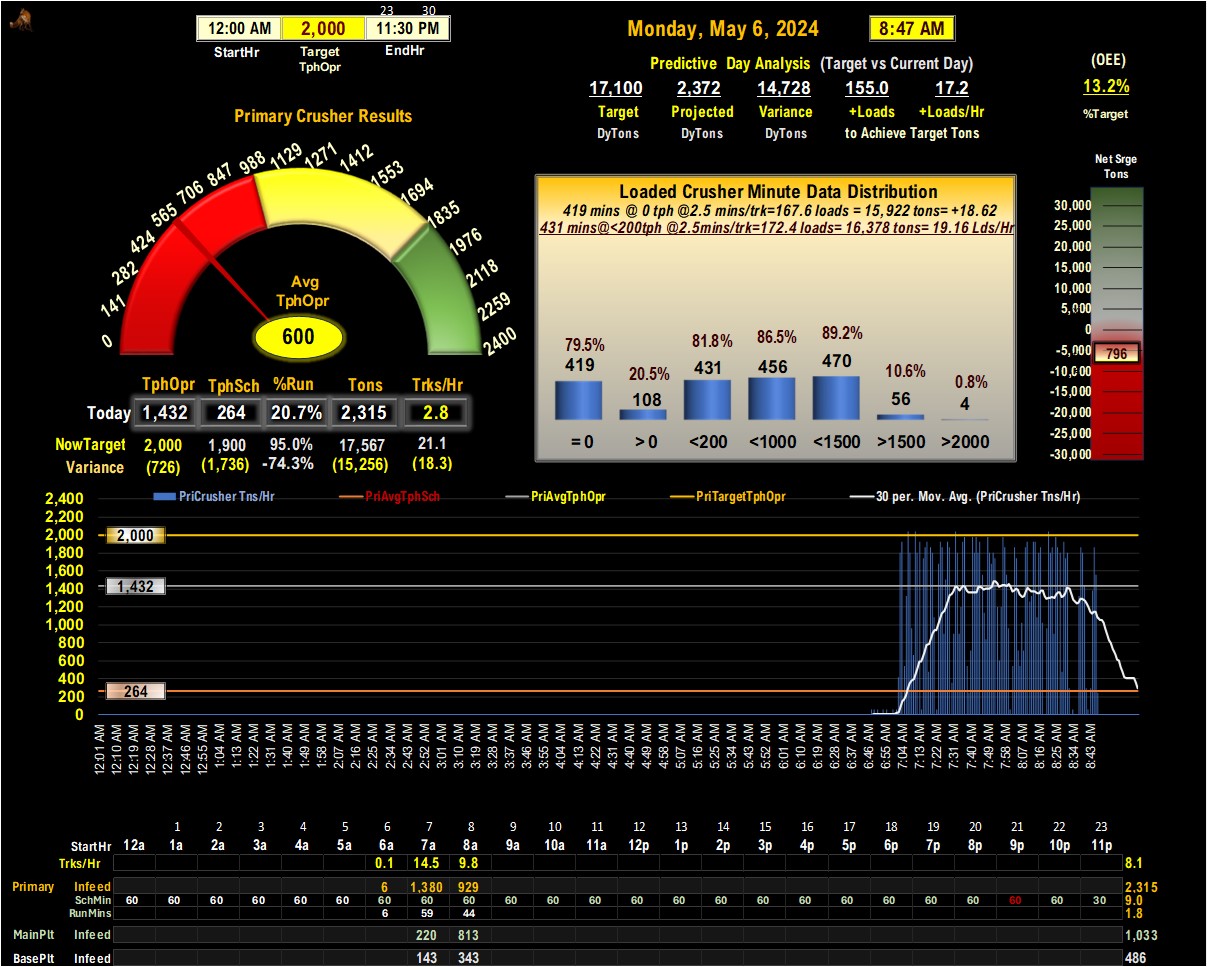 23 30
12:00 AM 2,000 11:30 PM
StartHr Target TphOpr EndHr
Monday, May 6, 2024 8:47 AM
Predictive Day Analysis (Target vs Current Day)
(OEE)
17,100 2,372 14,728 155.0 17.2
13.2%
Target Projected Variance +Loads +Loads/Hr
%Target
DyTons DyTons DyTons to Achieve Target Tons
Primary Crusher Results
0 141 282 424 565 706 847 988 1129 1271 1412 1553 1694 1835 1976 2118 2259 2400
Avg
TphOpr
600
Loaded Crusher Minute Data Distribution
419 mins @ 0 tph @2.5 mins/trk=167.6 loads = 15,922 tons= +18.62
431 mins@<200tph @2.5mins/trk=172.4 loads= 16,378 tons= 19.16 Lds/Hr
79.5% 20.5% 81.8% 86.5% 89.2% 10.6% 0.8%
419 108 431 456 470 56 4
= 0 > 0 <200 <1000 <1500 >1500 >2000
Net Srge
Tons
30,000
25,000
20,000
15,000
10,000
5,000
0
-5,000
796
-10,000
-15,000
-20,000
-25,000
-30,000
TphOpr TphSch %Run Tons Trks/Hr
Today 1,432 264 20.7% 2,315 2.8
NowTarget 2,000 1,900 95.0% 17,567 21.1
Variance (726) (1,736) -74.3% (15,256) (18.3)
PriCrusher Tns/Hr PriAvgTphSch PriAvgTphOpr PriTargetTphOpr 30 per. Mov. Avg. (PriCrusher Tns/Hr)
2,400
2,200
2,000 2,000
1,800
1,600
1,400 1,432
1,200
1,000
800
600
400
200 264
0
12:01 AM 12:10 AM 12:19 AM 12:28 AM 12:37 AM 12:46 AM 12:55 AM 1:04 AM 1:13 AM 1:22 AM 1:31 AM 1:40 AM 1:49 AM 1:58 AM 2:07 AM 2:16 AM 2:25 AM 2:34 AM 2:43 AM 2:52 AM 3:01 AM 3:10 AM 3:19 AM 3:28 AM 3:37 AM 3:46 AM 3:55 AM 4:04 AM 4:13 AM 4:22 AM 4:31 AM 4:40 AM 4:49 AM 4:58 AM 5:07 AM 5:16 AM 5:25 AM 5:34 AM 5:43 AM 5:52 AM 6:01 AM 6:10 AM 6:19 AM 6:28 AM 6:37 AM 6:46 AM 6:55 AM 7:04 AM 7:13 AM 7:22 AM 7:31 AM 7:40 AM 7:49 AM 7:58 AM 8:07 AM 8:16 AM 8:25 AM 8:34 AM 8:43 AM
1 2 3 4 5 6 7 8 9 10 11 12 13 14 15 16 17 18 19 20 21 22 23
StartHr 12a 1a 2a 3a 4a 5a 6a 7a 8a 9a 10a 11a 12p 1p 2p 3p 4p 5p 6p 7p 8p 9p 10p 11p
Trks/Hr 0.1 14.5 9.8 8.1
Primary Infeed 6 1,380 929 2,315
SchMin 60 60 60 60 60 60 60 60 60 60 60 60 60 60 60 60 60 60 60 60 60 60 60 30 9.0
RunMins 6 59 44 1.8
MainPlt Infeed 220 813 1,033
BasePlt Infeed 143 343 486